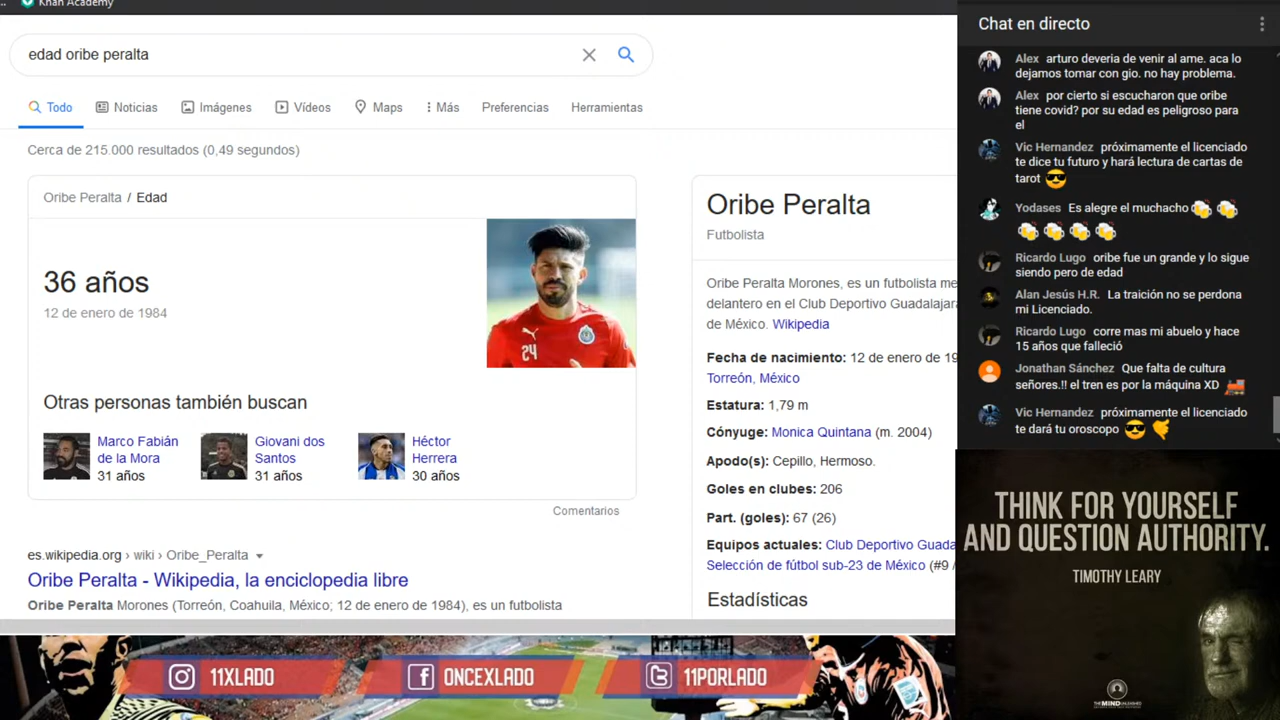 Khan Academy
edad oribe peralta
Todo
Noticias
Imágenes
Vídeos
Maps
Más
Preferencias
Herramientas
Cerca de 215.000 resultados (0,49 segundos)
Oribe Peralta / Edad
36 años
12 de enero de 1984
24
Otras personas también buscan
Marco Fabián
de la Mora
31 años
Giovani dos
Santos
31 años
Héctor
Herrera
30 años
Comentarios
es.wikipedia.org › wiki › Oribe_Peralta
Oribe Peralta - Wikipedia, la enciclopedia libre
Oribe Peralta Morones (Torreón, Coahuila, México; 12 de enero de 1984), es un futbolista
Oribe Peralta
Futbolista
Oribe Peralta Morones, es un futbolista me
delantero en el Club Deportivo Guadalajara
de México. Wikipedia
Fecha de nacimiento: 12 de enero de 19
Torreón, México
Estatura: 1,79 m
Cónyuge: Monica Quintana (m. 2004)
Apodo(s): Cepillo, Hermoso.
Goles en clubes: 206
Part. (goles): 67 (26)
Equipos actuales: Club Deportivo Guada
Selección de fútbol sub-23 de México (#9 /
Estadísticas
Chat en directo
Alex arturo deveria de venir al ame. aca lo
dejamos tomar con gio. no hay problema.
Alex por cierto si escucharon que oribe
tiene covid? por su edad es peligroso para
el
Vic Hernandez próximamente el licenciado
te dice tu futuro y hará lectura de cartas de
tarot 😎
Yodases Es alegre el muchacho 🍻 🍻
🍻 🍻 🍻 🍻
Ricardo Lugo oribe fue un grande y lo sigue
siendo pero de edad
Alan Jesús H.R. La traición no se perdona
mi Licenciado.
Ricardo Lugo corre mas mi abuelo y hace
15 años que falleció
Jonathan Sánchez Que falta de cultura
señores.!! el tren es por la máquina XD 🚂
Vic Hernandez próximamente el licenciado
te dará tu oroscopo 😎 🤙
THINK FOR YOURSELF
AND QUESTION AUTHORITY.
TIMOTHY LEARY
THEMINDUNLEASHED
11XLADO
ONCEXLADO
11PORLADO